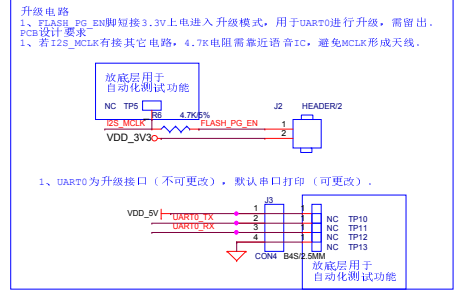 升级电路
1、FLASH_PG_EN脚短接3.3V上电进入升级模式，用于UART0进行升级，需留出.
PCB设计要求
1、若I2S_MCLK有接其它电路，4.7K电阻需靠近语音IC，避免MCLK形成天线.
放底层用于
自动化测试功能
NC TP5
R6 4.7K/5%
J2 HEADER/2
I2S_MCLK FLASH_PG_EN 1
VDD_3V3 2
1、UART0为升级接口（不可更改），默认串口打印（可更改）.
J3
VDD_5V 1 1
UART0_TX 2 1 NC TP10
UART0_RX 3 1 NC TP11
4 1 NC TP12
NC TP13
CON4 B4S/2.5MM
放底层用于
自动化测试功能